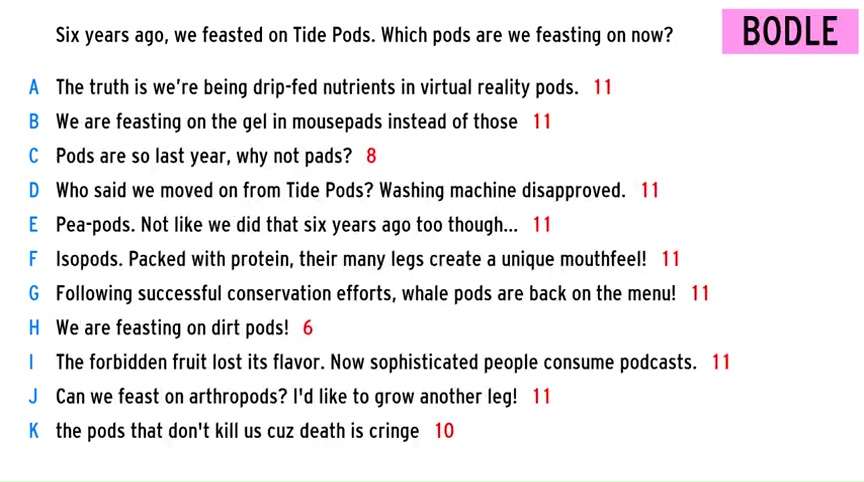 Six years ago, we feasted on Tide Pods. Which pods are we feasting on now?
BODLE
A The truth is we’re being drip-fed nutrients in virtual reality pods. 11
B We are feasting on the gel in mousepads instead of those 11
C Pods are so last year, why not pads? 8
D Who said we moved on from Tide Pods? Washing machine disapproved. 11
E Pea-pods. Not like we did that six years ago too though... 11
F Isopods. Packed with protein, their many legs create a unique mouthfeel! 11
G Following successful conservation efforts, whale pods are back on the menu! 11
H We are feasting on dirt pods! 6
I The forbidden fruit lost its flavor. Now sophisticated people consume podcasts. 11
J Can we feast on arthropods? I'd like to grow another leg! 11
K the pods that don't kill us cuz death is cringe 10